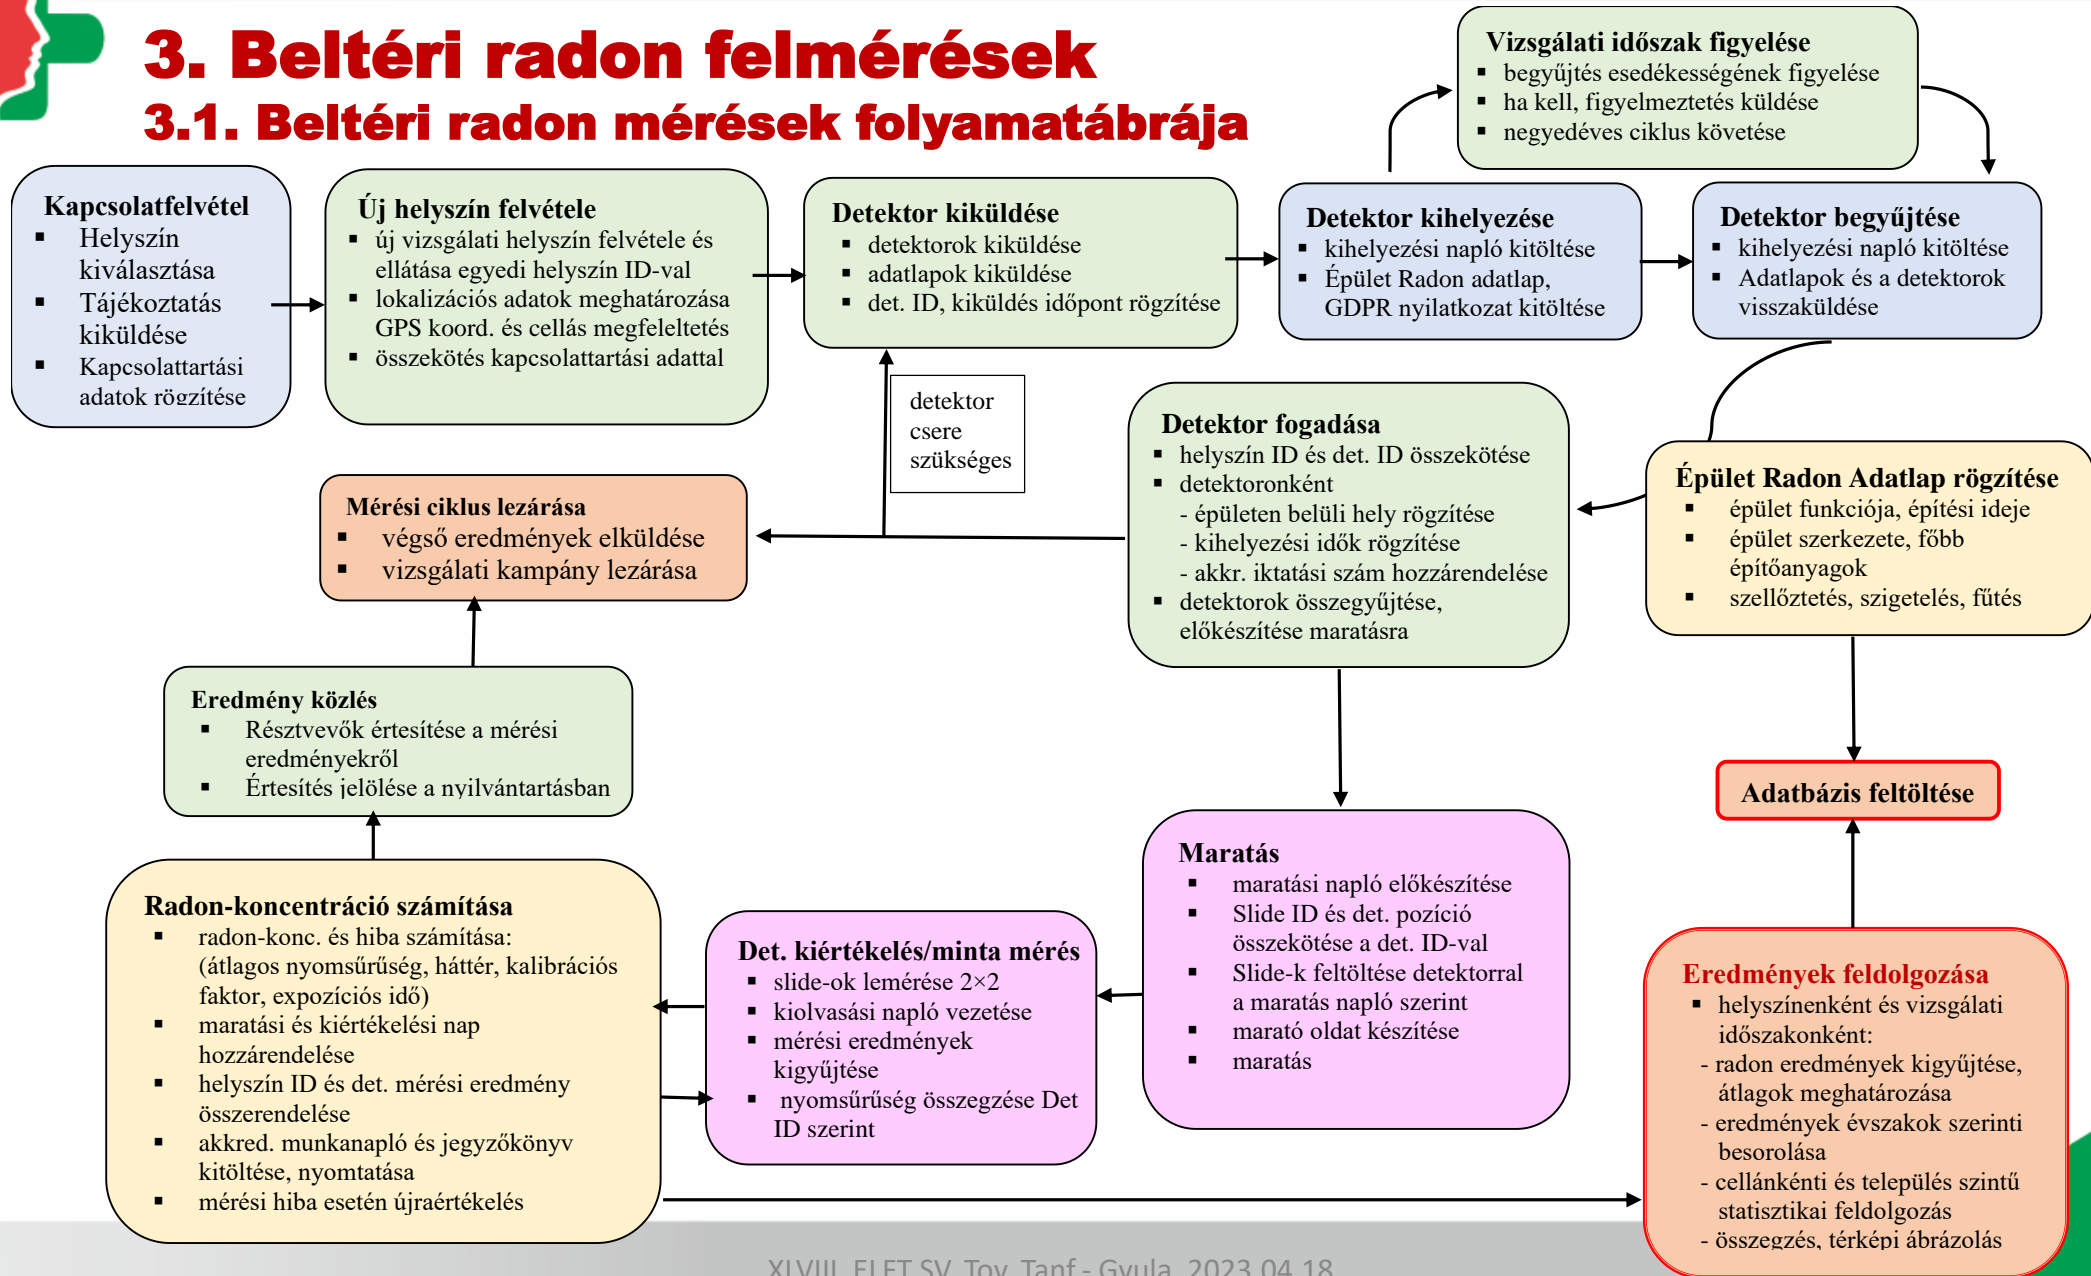 3. Beltéri radon felmérések
3.1. Beltéri radon mérések folyamatábrája
Vizsgálati időszak figyelése
▪ begyűjtés esedékességének figyelése
▪ ha kell, figyelmeztetés küldése
▪ negyedéves ciklus követése
Kapcsolatfelvétel
▪ Helyszín
kiválasztása
▪ Tájékoztatás
kiküldése
▪ Kapcsolattartási
adatok rögzítése
Új helyszín felvétele
▪ új vizsgálati helyszín felvétele és
ellátása egyedi helyszín ID-val
▪ lokalizációs adatok meghatározása
GPS koord. és cellás megfeleltetés
▪ összekötés kapcsolattartási adattal
Detektor kiküldése
▪ detektorok kiküldése
▪ adatlapok kiküldése
▪ det. ID, kiküldés időpont rögzítése
Detektor kihelyezése
▪ kihelyezési napló kitöltése
▪ Épület Radon adatlap,
GDPR nyilatkozat kitöltése
Detektor begyűjtése
▪ kihelyezési napló kitöltése
▪ Adatlapok és a detektorok
visszaküldése
detektor
csere
szükséges
Detektor fogadása
▪ helyszín ID és det. ID összekötése
▪ detektoronként
- épületen belüli hely rögzítése
- kihelyezési idők rögzítése
- akkr. iktatási szám hozzárendelése
▪ detektorok összegyűjtése,
előkészítése maratásra
Épület Radon Adatlap rögzítése
▪ épület funkciója, építési ideje
▪ épület szerkezete, főbb
építőanyagok
▪ szellőztetés, szigetelés, fűtés
Mérési ciklus lezárása
▪ végső eredmények elküldése
▪ vizsgálati kampány lezárása
Eredmény közlés
▪ Résztvevők értesítése a mérési
eredményekről
▪ Értesítés jelölése a nyilvántartásban
Adatbázis feltöltése
Radon-koncentráció számítása
▪ radon-konc. és hiba számítása:
(átlagos nyomsűrűség, háttér, kalibrációs
faktor, expozíciós idő)
▪ maratási és kiértékelési nap
hozzárendelése
▪ helyszín ID és det. mérési eredmény
összerendelése
▪ akkred. munkanapló és jegyzőkönyv
kitöltése, nyomtatása
▪ mérési hiba esetén újraértékelés
Det. kiértékelés/minta mérés
▪ slide-ok lemérése 2×2
▪ kiolvasási napló vezetése
▪ mérési eredmények
kigyűjtése
▪ nyomsűrűség összegzése Det
ID szerint
Maratás
▪ maratási napló előkészítése
▪ Slide ID és det. pozíció
összekötése a det. ID-val
▪ Slide-k feltöltése detektorral
a maratás napló szerint
▪ marató oldat készítése
▪ maratás
Eredmények feldolgozása
▪ helyszínenként és vizsgálati
időszakonként:
- radon eredmények kigyűjtése,
átlagok meghatározása
- eredmények évszakok szerinti
besorolása
- cellánkénti és település szintű
statisztikai feldolgozás
- összegzés, térképi ábrázolás
XLVIII. ELFT SV. Tov. Tanf - Gyula, 2023.04.18